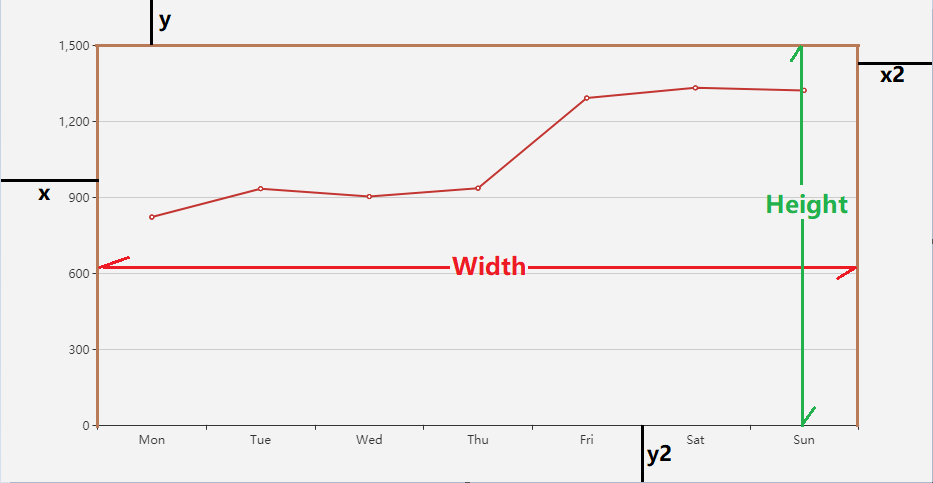 y
1,500
x2
1,200
x
900
Height
Width
600
300
0
Mon Tue Wed Thu Fri Sat Sun
y2